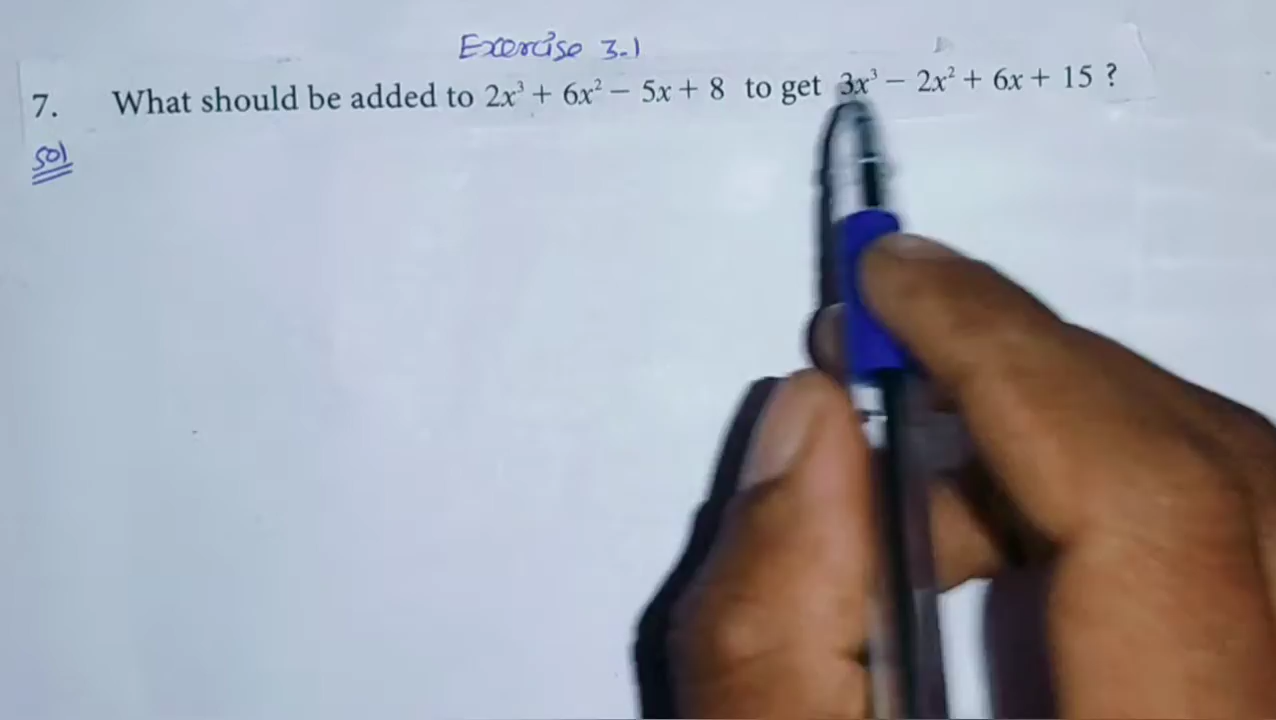 Exercise 3.1
7. What should be added to 2x³ + 6x² − 5x + 8 to get 3x³ − 2x² + 6x + 15 ?
Sol